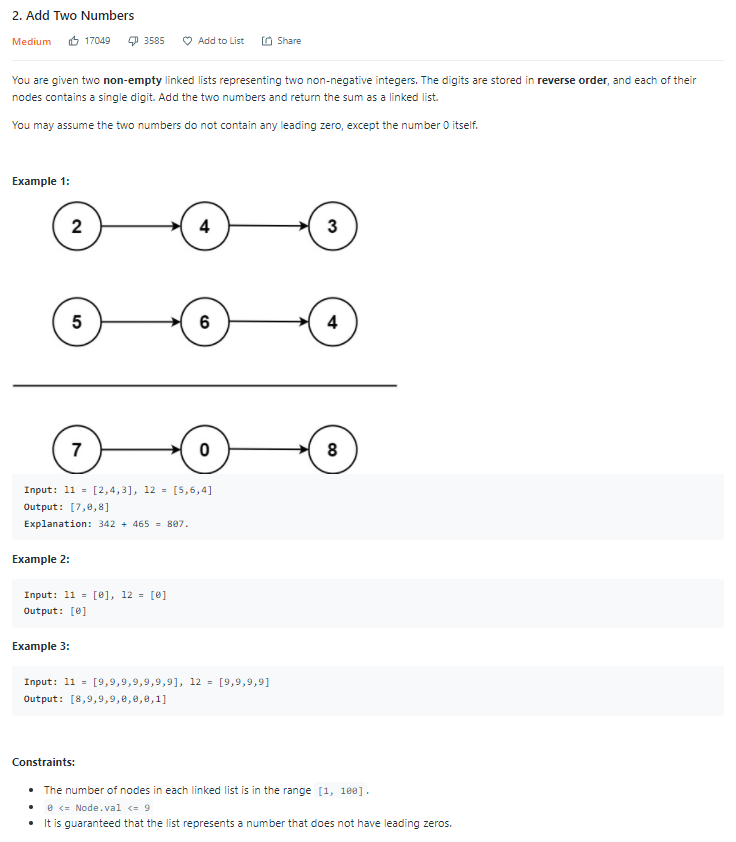 2. Add Two Numbers
Medium 17049 3585 Add to List Share
You are given two non-empty linked lists representing two non-negative integers. The digits are stored in reverse order, and each of their
nodes contains a single digit. Add the two numbers and return the sum as a linked list.
You may assume the two numbers do not contain any leading zero, except the number 0 itself.
Example 1:
2 4 3
5 6 4
7 0 8
Input: l1 = [2,4,3], l2 = [5,6,4]
Output: [7,0,8]
Explanation: 342 + 465 = 807.
Example 2:
Input: l1 = [0], l2 = [0]
Output: [0]
Example 3:
Input: l1 = [9,9,9,9,9,9,9], l2 = [9,9,9,9]
Output: [8,9,9,9,0,0,0,1]
Constraints:
• The number of nodes in each linked list is in the range [1, 100].
• 0 <= Node.val <= 9
• It is guaranteed that the list represents a number that does not have leading zeros.